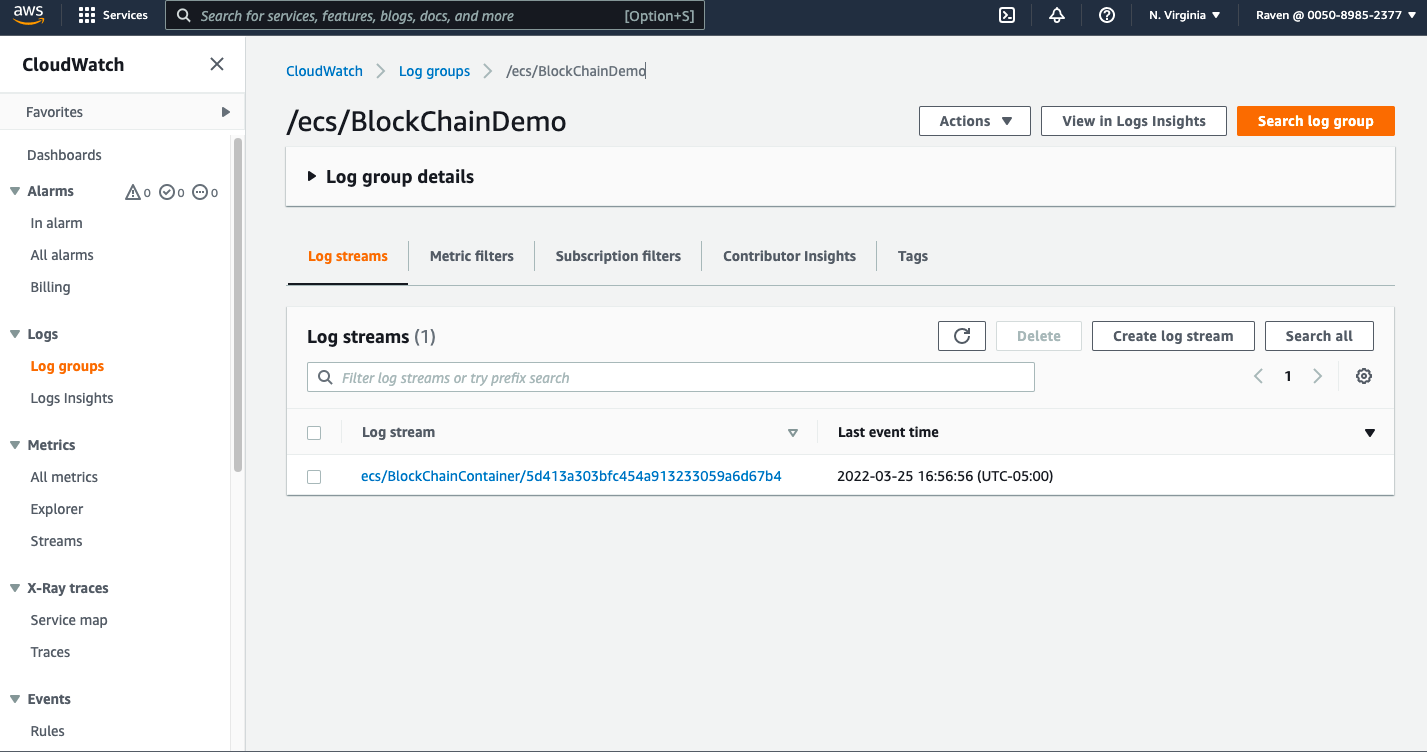 aws Services Search for services, features, blogs, docs, and more [Option+S] N. Virginia ▼ Raven @ 0050-8985-2377 ▼
CloudWatch
Favorites
Dashboards
Alarms 0 0 0
In alarm
All alarms
Billing
Logs
Log groups
Logs Insights
Metrics
All metrics
Explorer
Streams
X-Ray traces
Service map
Traces
Events
Rules
CloudWatch > Log groups > /ecs/BlockChainDemo
/ecs/BlockChainDemo
Actions ▼ View in Logs Insights Search log group
Log group details
Log streams Metric filters Subscription filters Contributor Insights Tags
Log streams (1)
Delete Create log stream Search all
Filter log streams or try prefix search
1
Log stream Last event time
ecs/BlockChainContainer/5d413a303bfc454a913233059a6d67b4 2022-03-25 16:56:56 (UTC-05:00)